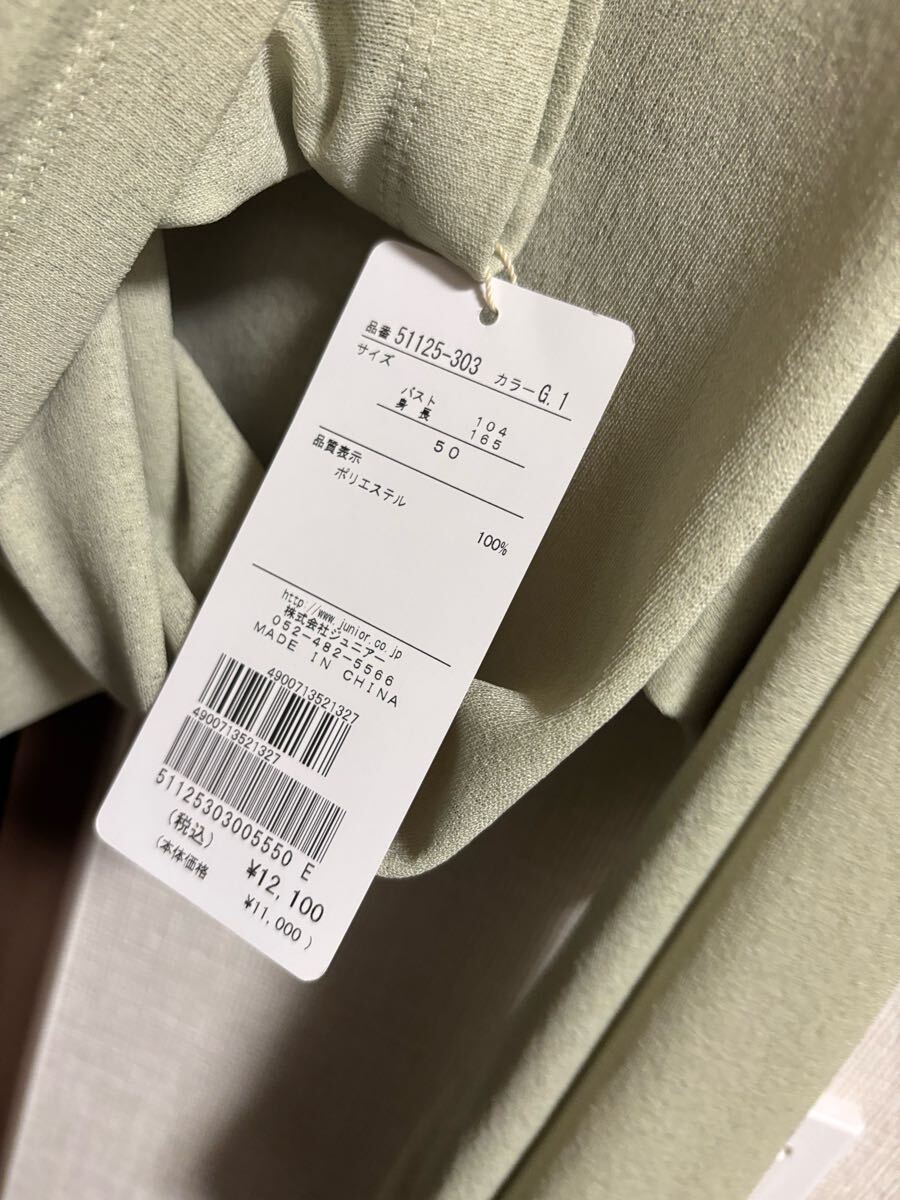 品番 51125-303 カラー G.1
サイズ
バスト 104
身長 165
50
品質表示
ポリエステル
100%
http://www.junior.co.jp
株式会社ジュニアー
052-482-5566
MADE IN CHINA
4900713521327
4900713521327
51125303005550 E
(税込) ¥12,100
(本体価格 ¥11,000)